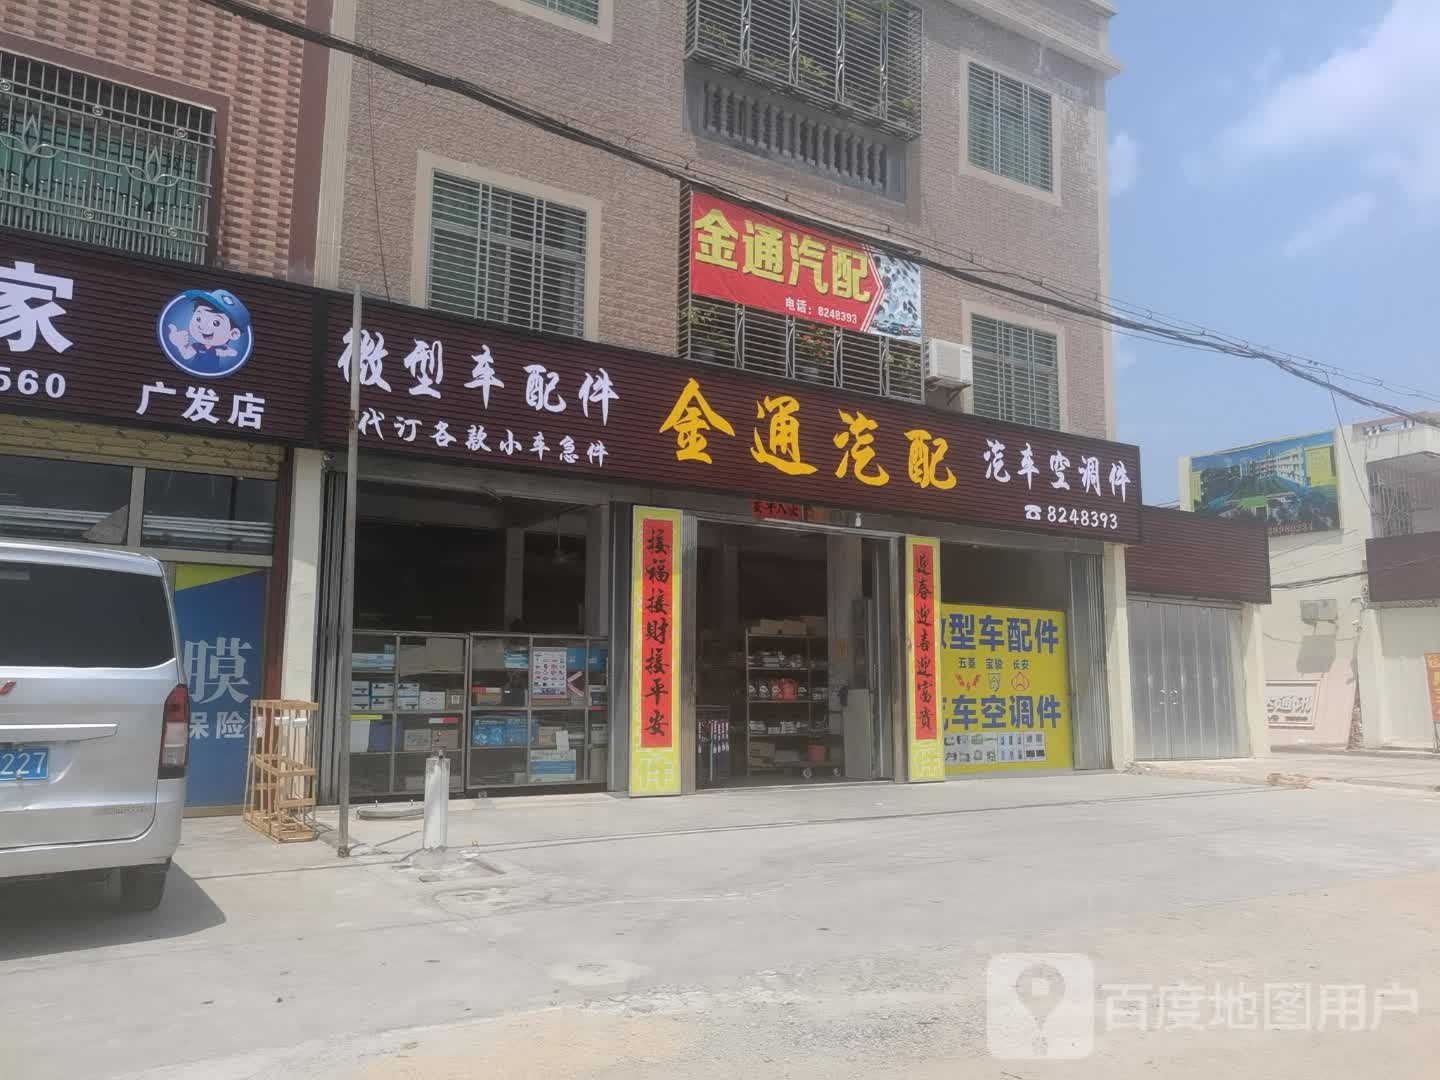 金通汽配
电话：8248393
家
560
广发店
微型车配件
代订各款小车急件
金通汽配
汽车空调件
☎8248393
接福接财接平安
迎春迎喜迎富贵
件
件
型车配件
五菱 宝骏 长安
车空调件
膜
保险
227
百度地图用户